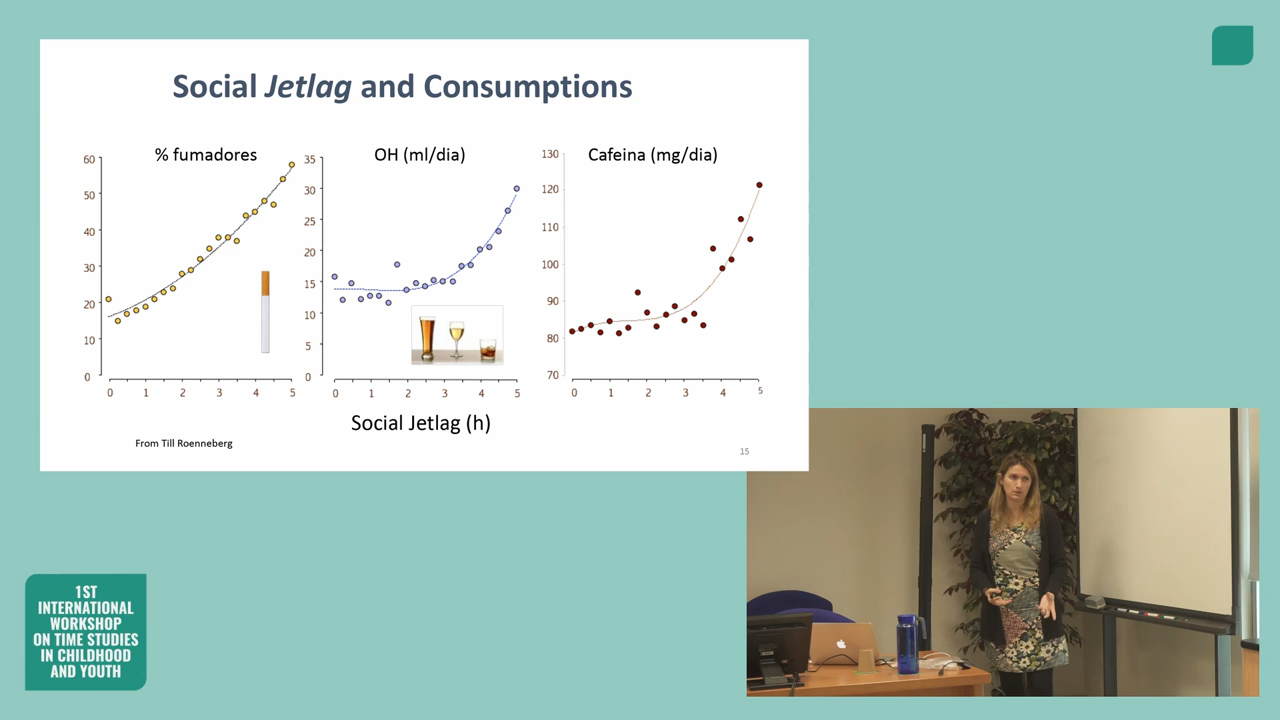 Social Jetlag and Consumptions
% fumadores
60
50
40
30
20
10
0
0 1 2 3 4 5
OH (ml/dia)
35
30
25
20
15
10
5
0
0 1 2 3 4 5
Cafeina (mg/dia)
130
120
110
100
90
80
70
0 1 2 3 4 5
Social Jetlag (h)
From Till Roenneberg
15
1ST
INTERNATIONAL
WORKSHOP
ON TIME STUDIES
IN CHILDHOOD
AND YOUTH